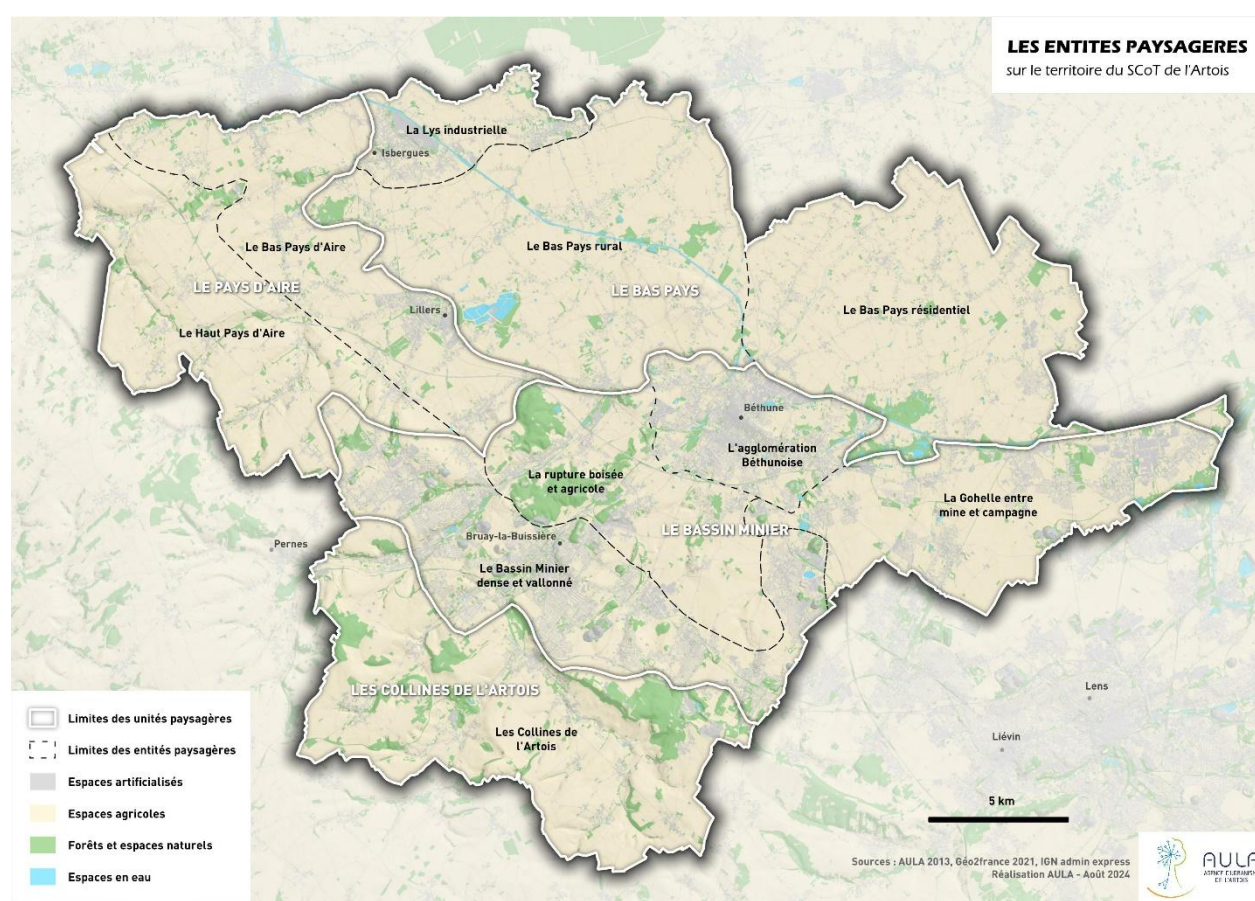 LES ENTITES PAYSAGERES
sur le territoire du SCoT de l'Artois
La Lys industrielle
Isbergues
Le Bas Pays d'Aire
Le Bas Pays rural
LE PAYS D'AIRE
LE BAS PAYS
Lillers
Le Bas Pays résidentiel
Le Haut Pays d'Aire
Béthune
L'agglomération
Béthunoise
La rupture boisée
et agricole
La Gohelle entre
mine et campagne
LE BASSIN MINIER
Bruay-la-Buissière
Pernes
Le Bassin Minier
dense et vallonné
LES COLLINES DE L'ARTOIS
Les Collines de
l'Artois
Lens
Liévin
Limites des unités paysagères
Limites des entités paysagères
Espaces artificialisés
Espaces agricoles
Forêts et espaces naturels
Espaces en eau
5 km
Sources : AULA 2013, Géo2france 2021, IGN admin express
Réalisation AULA - Août 2024
AULA
AGENCE D'URBANISME
DE L'ARTOIS